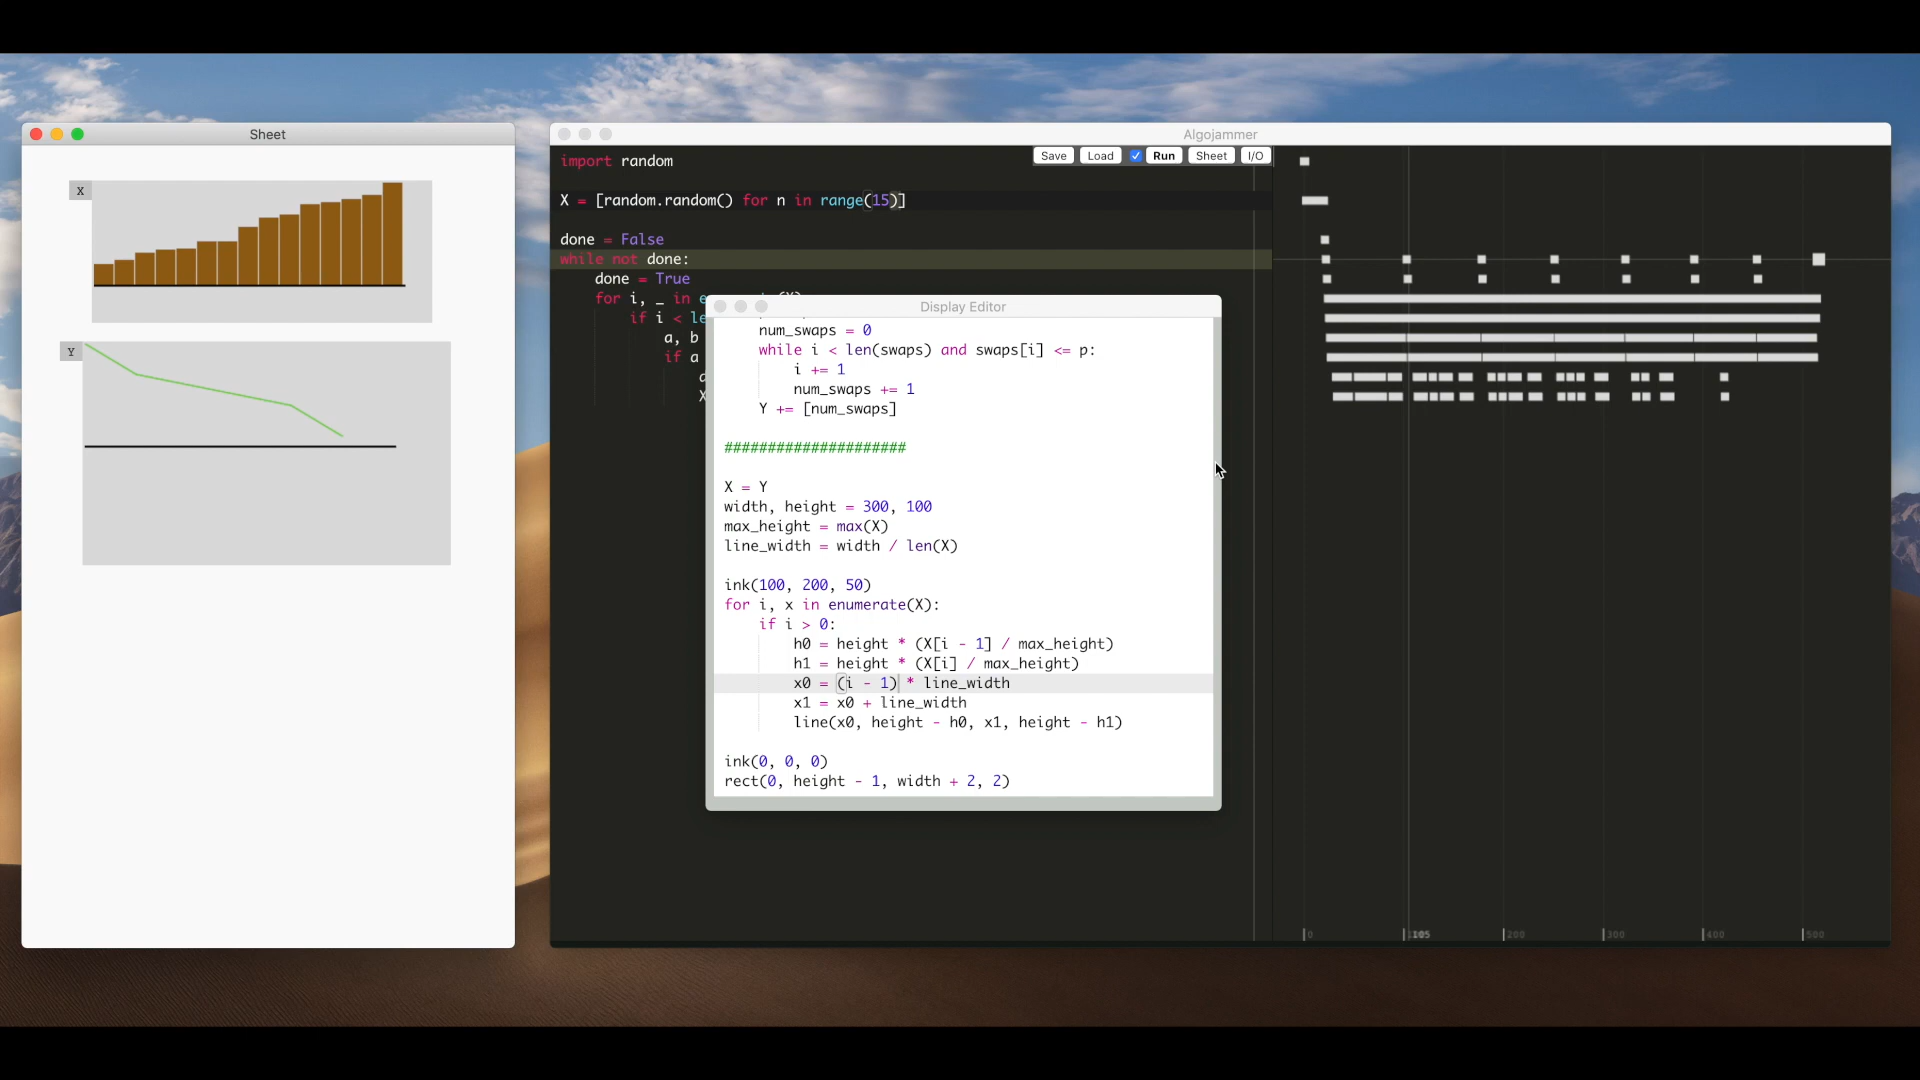 Sheet
X
Y
Algojammer
Save Load Run Sheet I/O
import random
X = [random.random() for n in range(15)]
done = False
while not done:
done = True
for i, _ in e
if i < le
a, b
if a
X
Display Editor
num_swaps = 0
while i < len(swaps) and swaps[i] <= p:
i += 1
num_swaps += 1
Y += [num_swaps]
#####################
X = Y
width, height = 300, 100
max_height = max(X)
line_width = width / len(X)
ink(100, 200, 50)
for i, x in enumerate(X):
if i > 0:
h0 = height * (X[i - 1] / max_height)
h1 = height * (X[i] / max_height)
x0 = (i - 1) * line_width
x1 = x0 + line_width
line(x0, height - h0, x1, height - h1)
ink(0, 0, 0)
rect(0, height - 1, width + 2, 2)
0 105 200 300 400 500